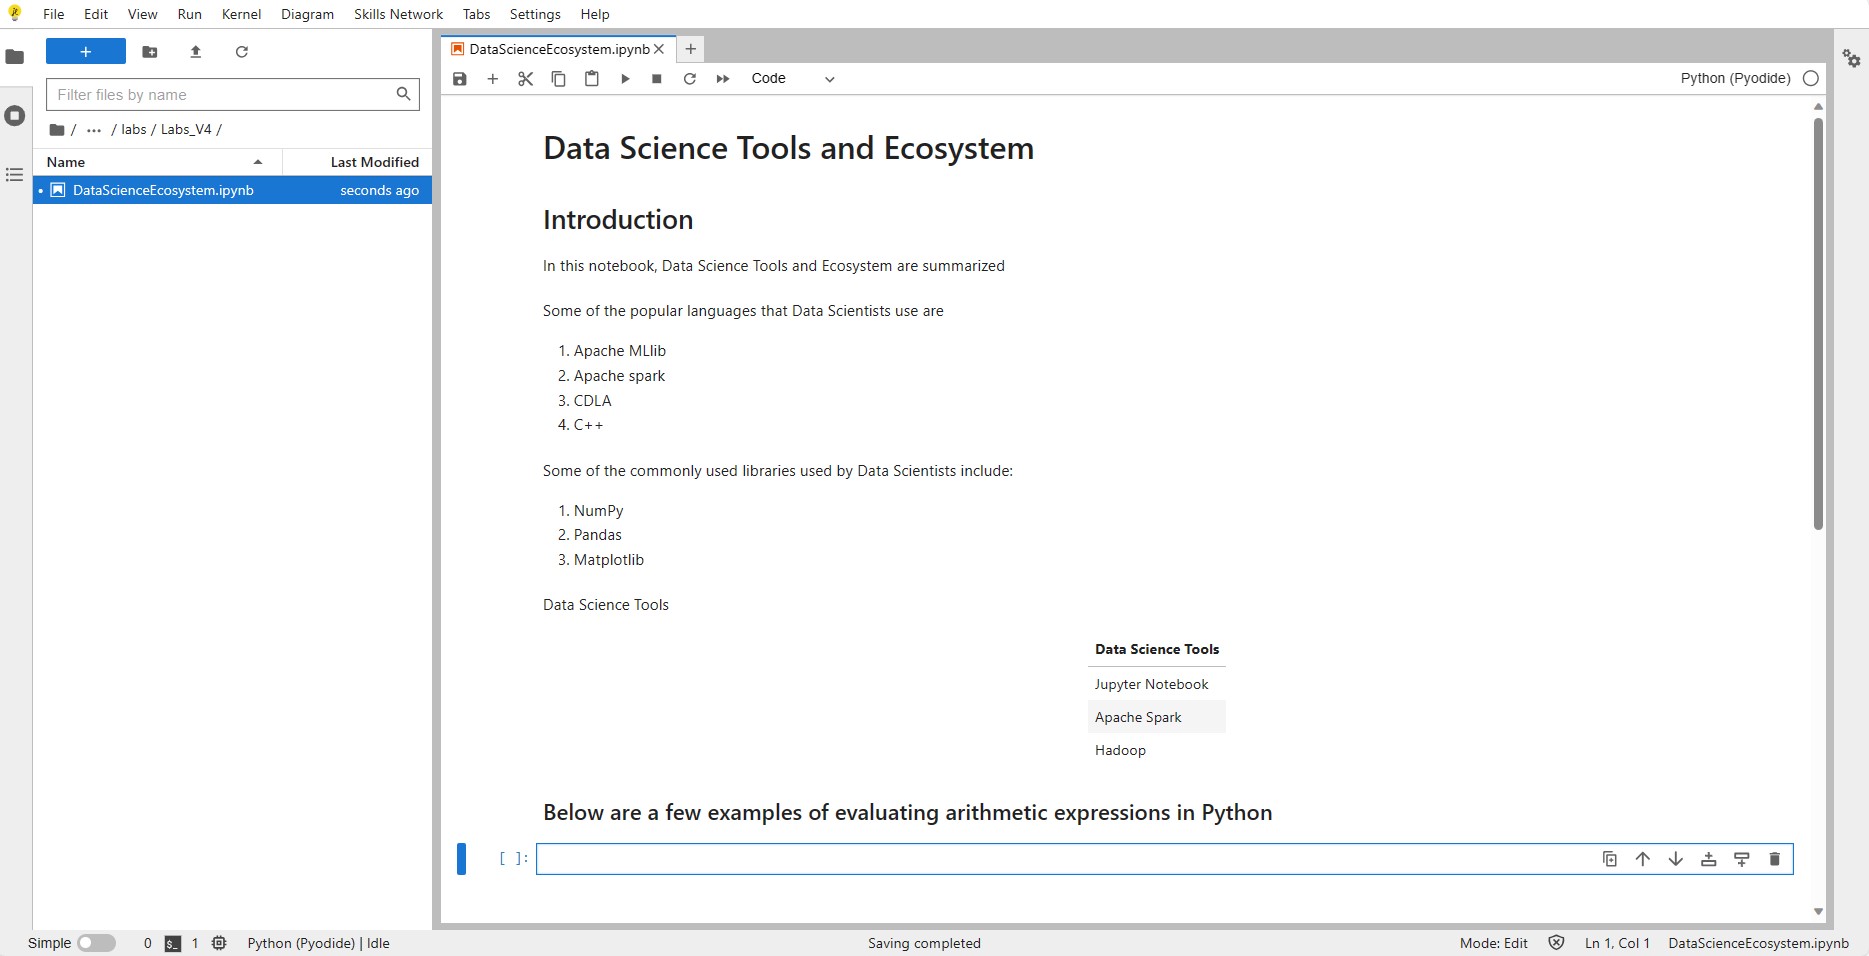 File Edit View Run Kernel Diagram Skills Network Tabs Settings Help
+
Filter files by name
/ ... / labs / Labs_V4 /
Name Last Modified
DataScienceEcosystem.ipynb seconds ago
DataScienceEcosystem.ipynb
Code
Python (Pyodide)
Data Science Tools and Ecosystem
Introduction
In this notebook, Data Science Tools and Ecosystem are summarized
Some of the popular languages that Data Scientists use are
1. Apache MLlib
2. Apache spark
3. CDLA
4. C++
Some of the commonly used libraries used by Data Scientists include:
1. NumPy
2. Pandas
3. Matplotlib
Data Science Tools
Data Science Tools
Jupyter Notebook
Apache Spark
Hadoop
Below are a few examples of evaluating arithmetic expressions in Python
[ ]:
Simple 0 $_ 1 Python (Pyodide) | Idle Saving completed Mode: Edit Ln 1, Col 1 DataScienceEcosystem.ipynb